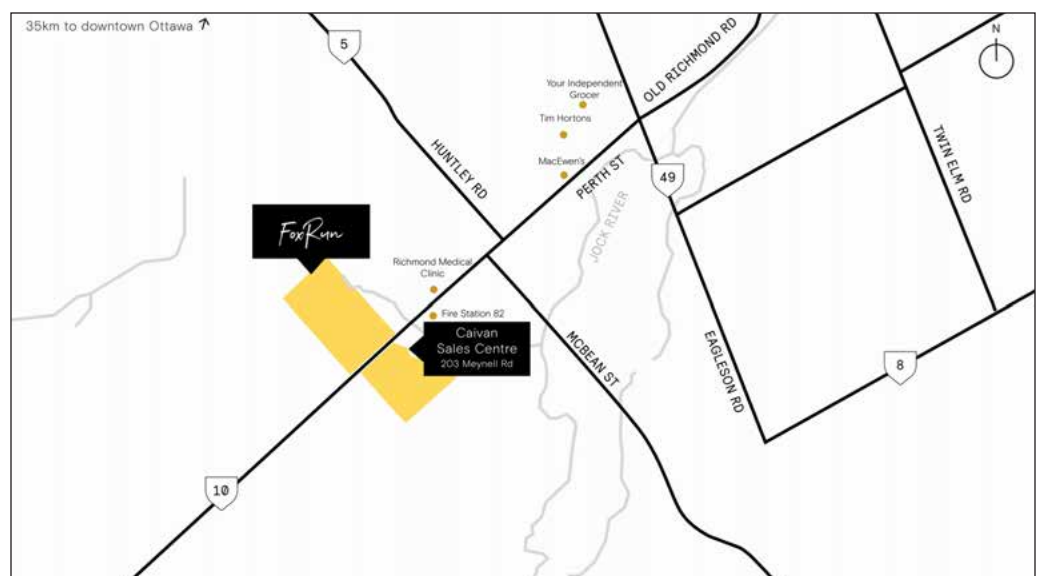 35km to downtown Ottawa
N
5
OLD RICHMOND RD
Your Independent
Grocer
Tim Hortons
HUNTLEY RD
MacEwen's
PERTH ST
49
TWIN ELM RD
JOCK RIVER
FoxRun
Richmond Medical
Clinic
Fire Station 82
Caivan
Sales Centre
203 Meynell Rd
MCBEAN ST
EAGLESON RD
8
10